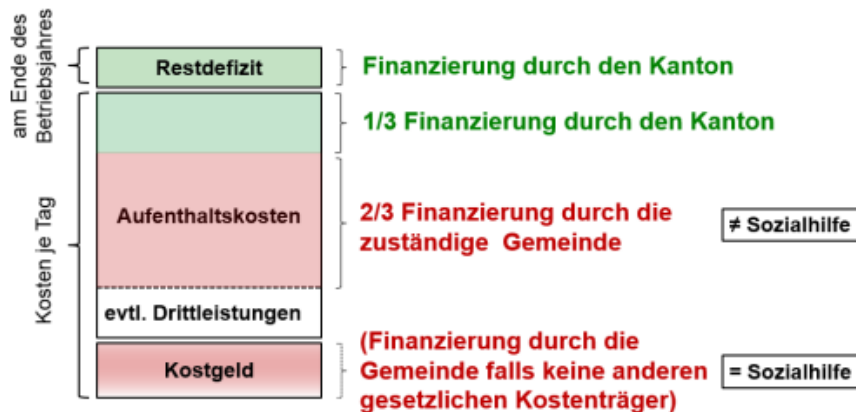 am Ende des
Betriebsjahres
Restdefizit
Finanzierung durch den Kanton
1/3 Finanzierung durch den Kanton
Kosten je Tag
Aufenthaltskosten
2/3 Finanzierung durch die
zuständige Gemeinde
≠ Sozialhilfe
evtl. Drittleistungen
Kostgeld
(Finanzierung durch die
Gemeinde falls keine anderen
gesetzlichen Kostenträger)
= Sozialhilfe